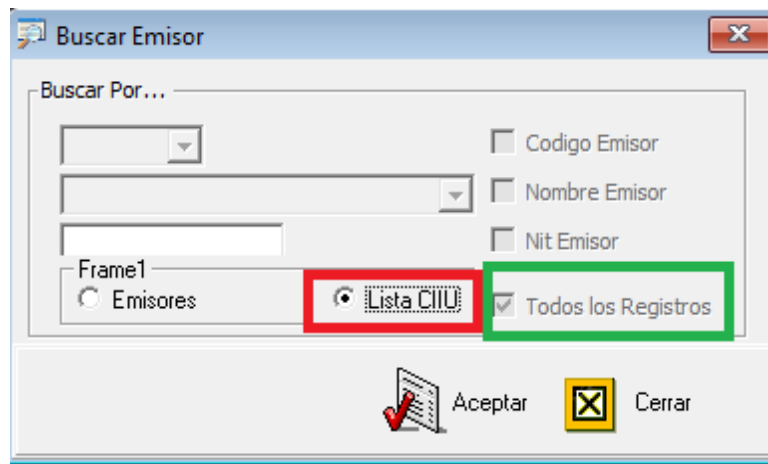 Buscar Emisor
Buscar Por...
Codigo Emisor
Nombre Emisor
Nit Emisor
Frame1
Emisores
Lista CIIU
Todos los Registros
Aceptar
Cerrar